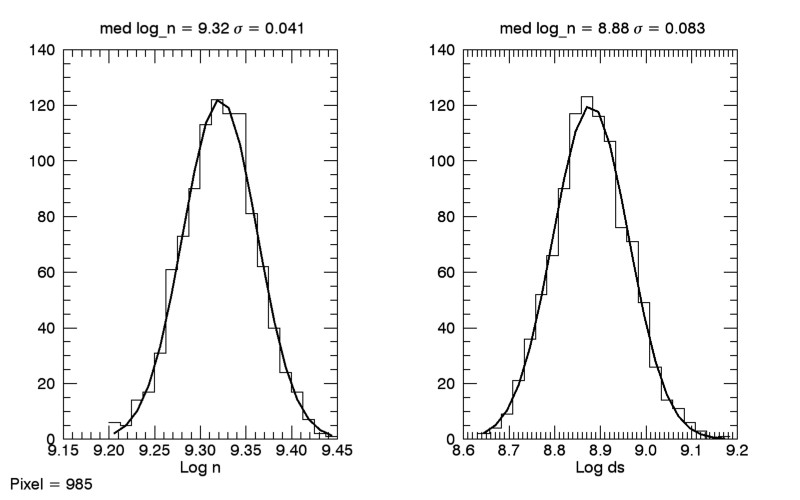 med log_n = 9.32 σ = 0.041
med log_n = 8.88 σ = 0.083
140
120
100
80
60
40
20
0
9.15 9.20 9.25 9.30 9.35 9.40 9.45
Log n
140
120
100
80
60
40
20
0
8.6 8.7 8.8 8.9 9.0 9.1 9.2
Log ds
Pixel = 985